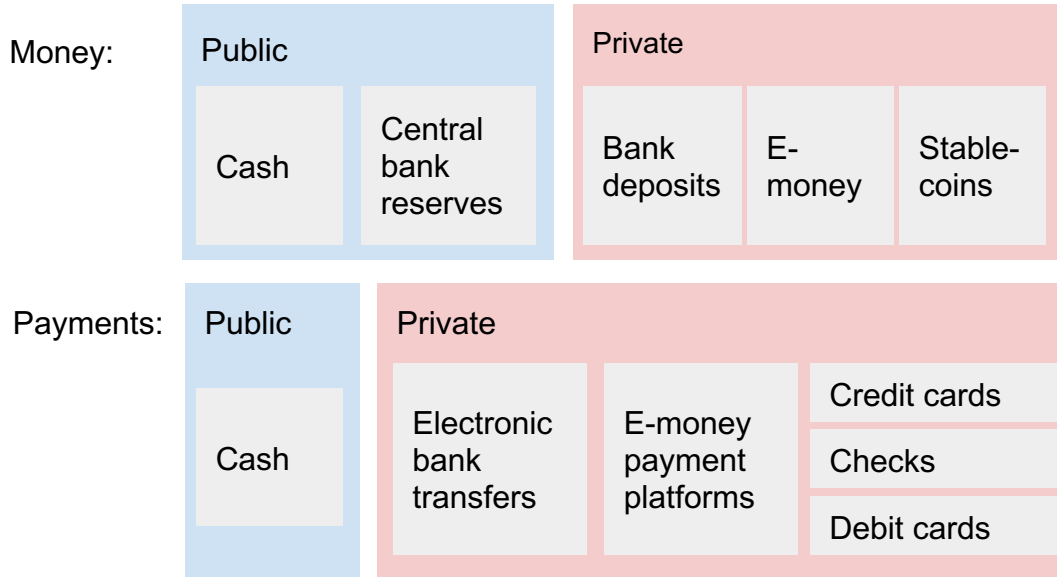 Money:
Public
Cash
Central
bank
reserves
Private
Bank
deposits
E-
money
Stable-
coins
Payments:
Public
Cash
Private
Electronic
bank
transfers
E-money
payment
platforms
Credit cards
Checks
Debit cards